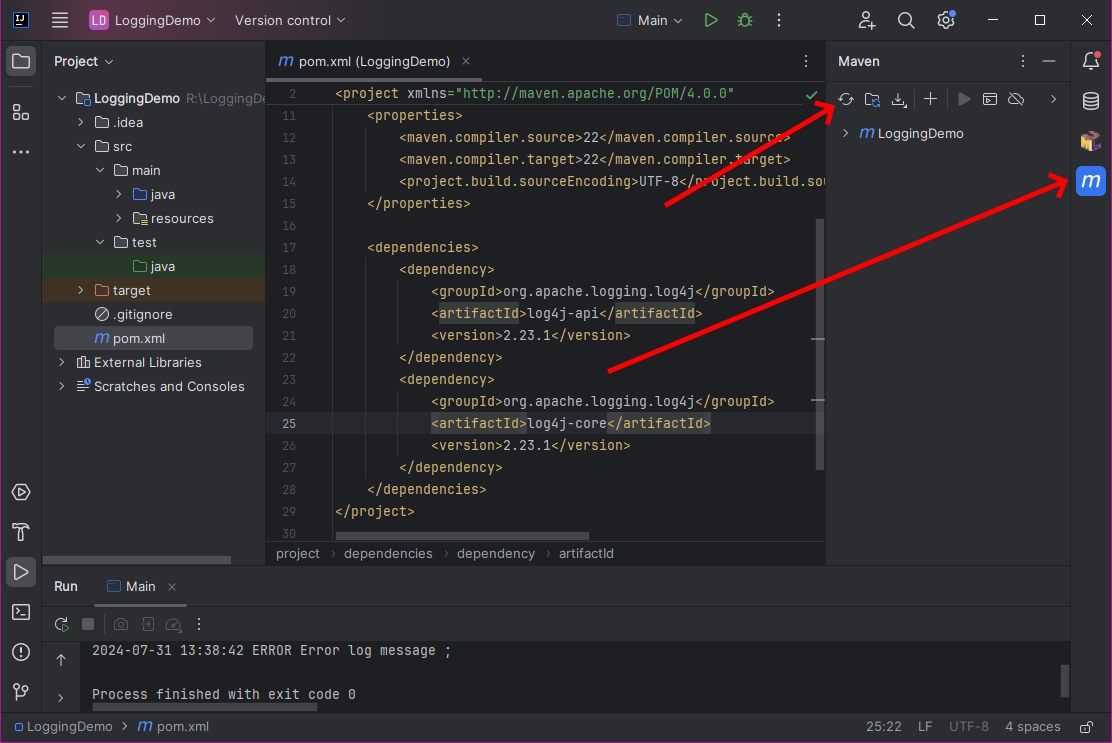 LD LoggingDemo Version control Main
Project
LoggingDemo R:\LoggingDe
.idea
src
main
java
resources
test
java
target
.gitignore
m pom.xml
External Libraries
Scratches and Consoles
m pom.xml (LoggingDemo)
2 <project xmlns="http://maven.apache.org/POM/4.0.0"
11 <properties>
12 <maven.compiler.source>22</maven.compiler.source>
13 <maven.compiler.target>22</maven.compiler.target>
14 <project.build.sourceEncoding>UTF-8</project.build.sou
15 </properties>
16
17 <dependencies>
18 <dependency>
19 <groupId>org.apache.logging.log4j</groupId>
20 <artifactId>log4j-api</artifactId>
21 <version>2.23.1</version>
22 </dependency>
23 <dependency>
24 <groupId>org.apache.logging.log4j</groupId>
25 <artifactId>log4j-core</artifactId>
26 <version>2.23.1</version>
27 </dependency>
28 </dependencies>
29 </project>
30
project › dependencies › dependency › artifactId
Maven
m LoggingDemo
m
Run Main
2024-07-31 13:38:42 ERROR Error log message ;
Process finished with exit code 0
LoggingDemo > m pom.xml 25:22 LF UTF-8 4 spaces